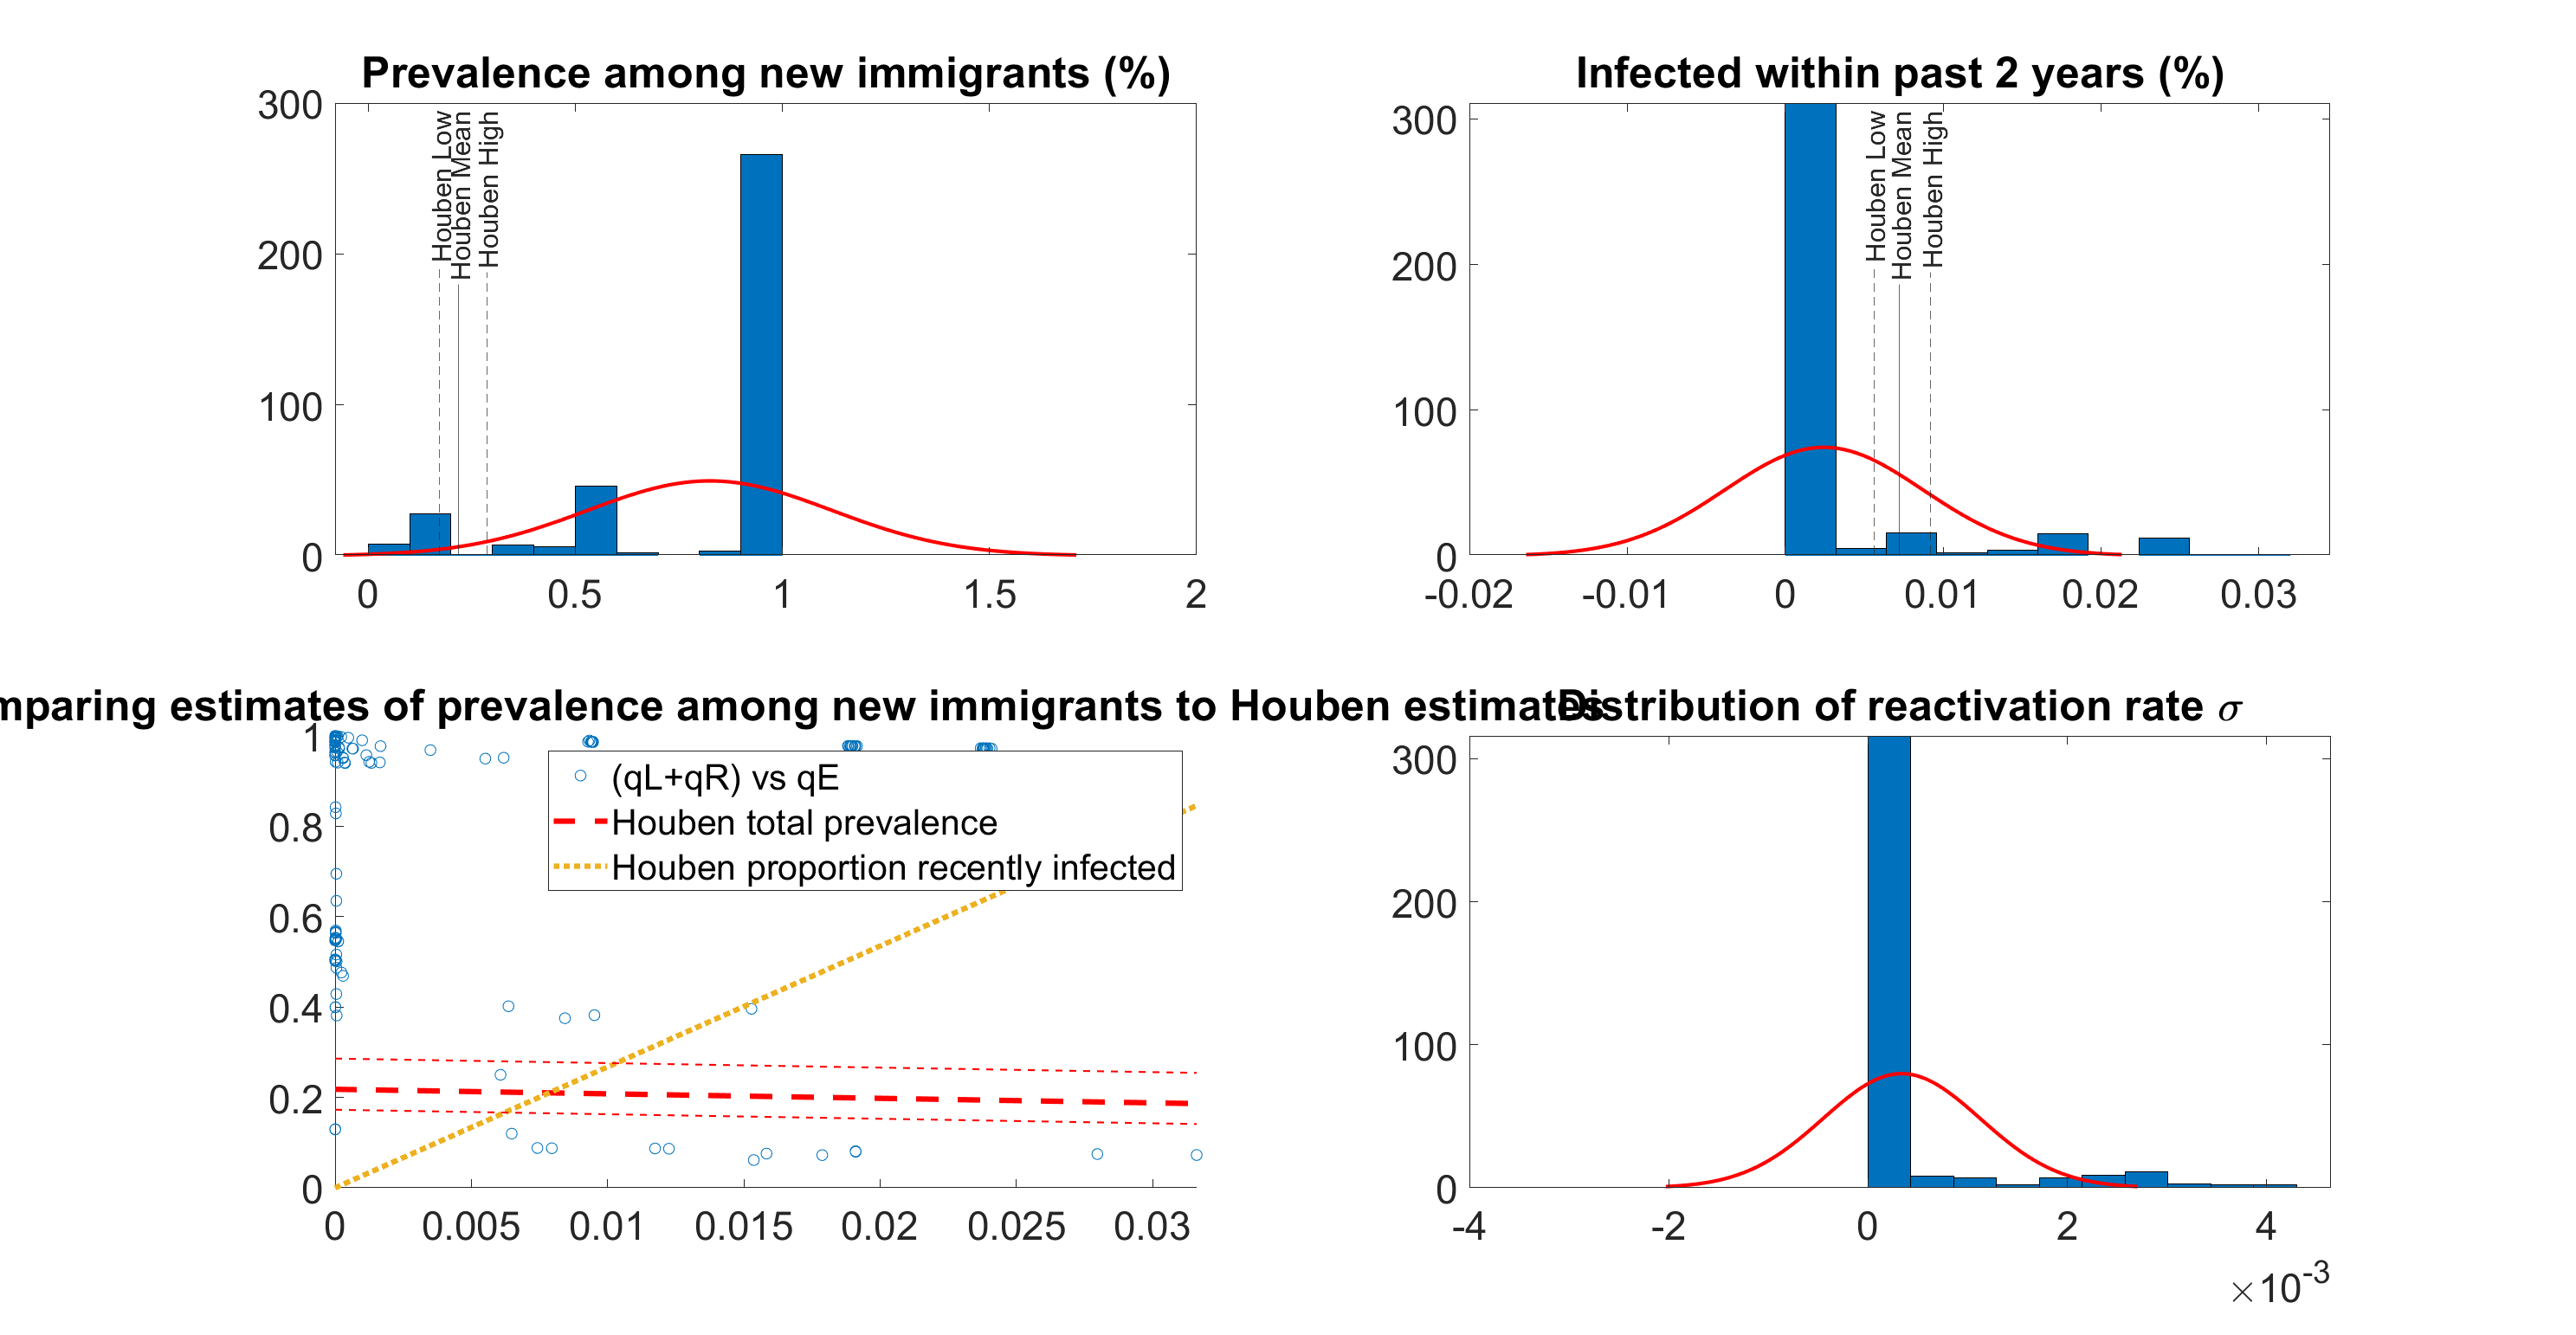 Prevalence among new immigrants (%)
300
200
100
0
Houben Low
Houben Mean
Houben High
0 0.5 1 1.5 2
Infected within past 2 years (%)
300
200
100
0
Houben Low
Houben Mean
Houben High
-0.02 -0.01 0 0.01 0.02 0.03
mparing estimates of prevalence among new immigrants to Houben estimates
1
0.8
0.6
0.4
0.2
0
(qL+qR) vs qE
Houben total prevalence
Houben proportion recently infected
0 0.005 0.01 0.015 0.02 0.025 0.03
Distribution of reactivation rate σ
300
200
100
0
-4 -2 0 2 4
×10-3